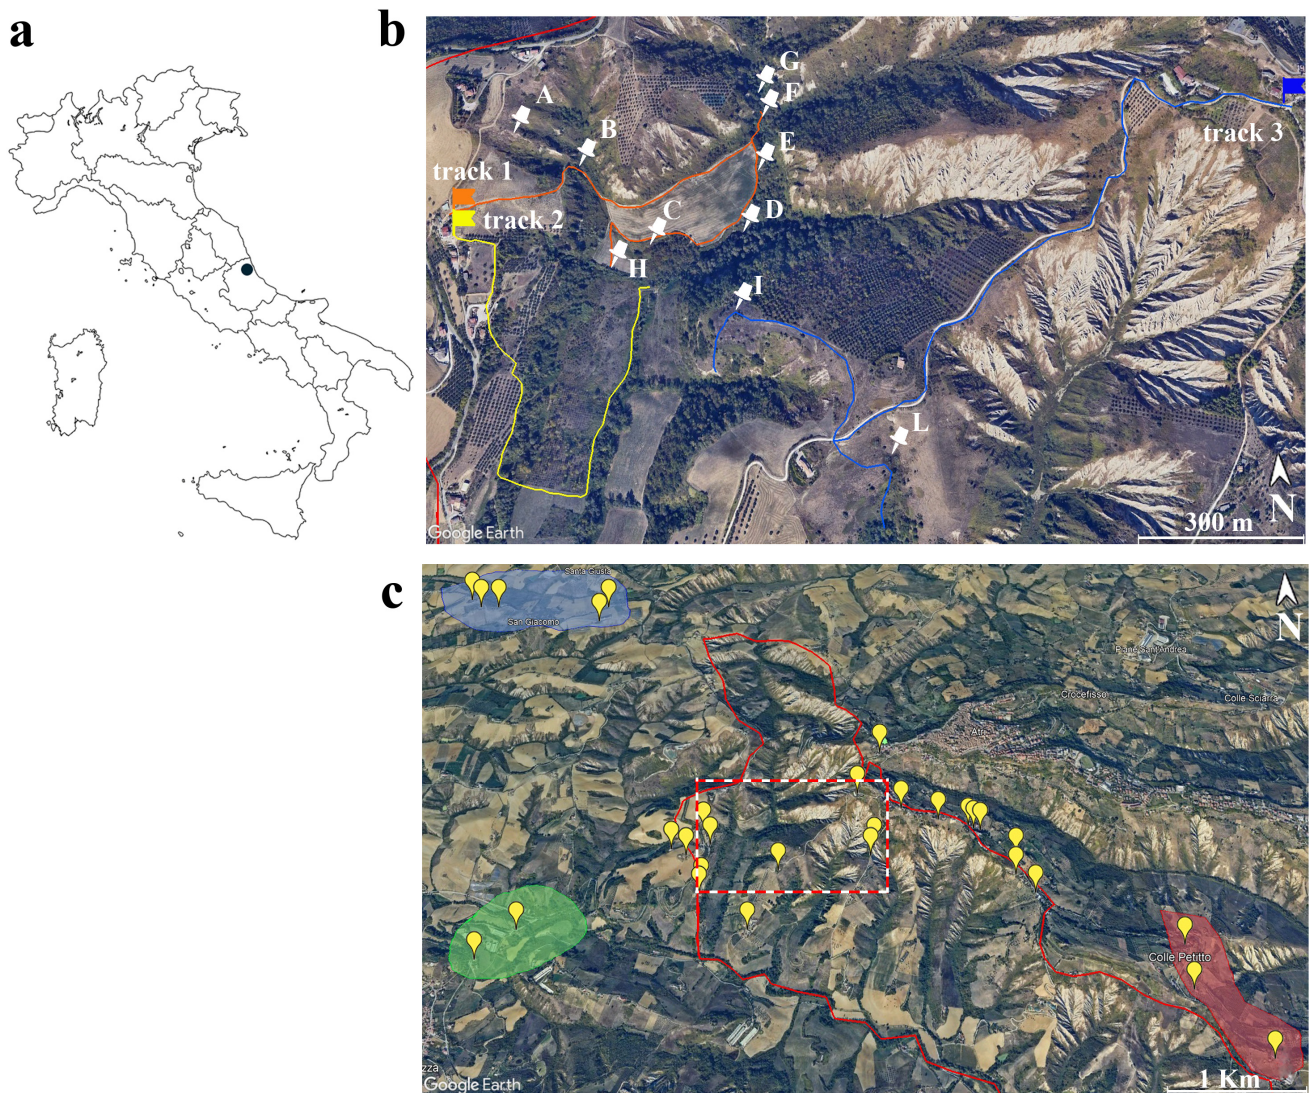 a
b
G
F
A
B
E
track 1
track 3
track 2
C
D
H
I
L
N
300 m
Google Earth
c
Santa Giusta
San Giacomo
N
Piane Sant'Andrea
Crocefisso
Colle Sciarra
Atri
Colle Petitto
zza
Google Earth
1 Km